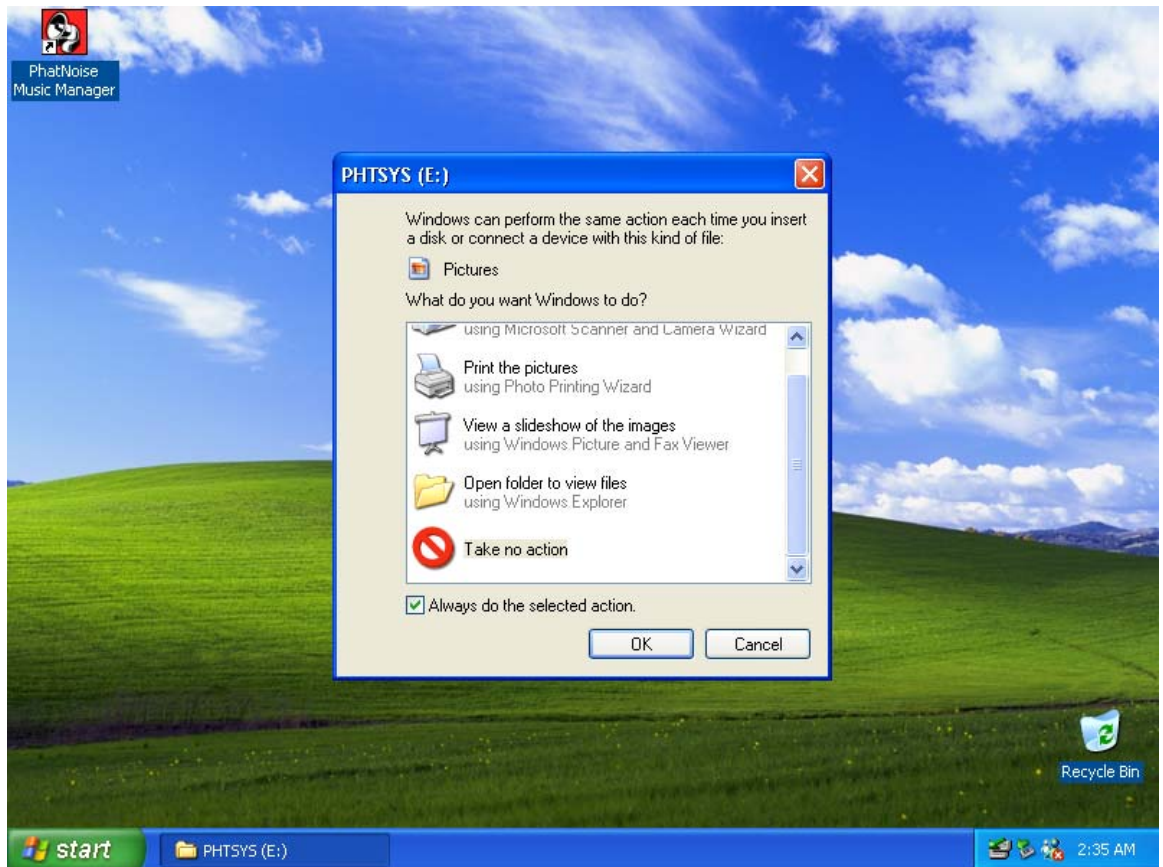 PhatNoise
Music Manager
PHTSYS (E:)
Windows can perform the same action each time you insert
a disk or connect a device with this kind of file:
Pictures
What do you want Windows to do?
using Microsoft Scanner and Camera Wizard
Print the pictures
using Photo Printing Wizard
View a slideshow of the images
using Windows Picture and Fax Viewer
Open folder to view files
using Windows Explorer
Take no action
Always do the selected action.
OK
Cancel
Recycle Bin
start
PHTSYS (E:)
2:35 AM